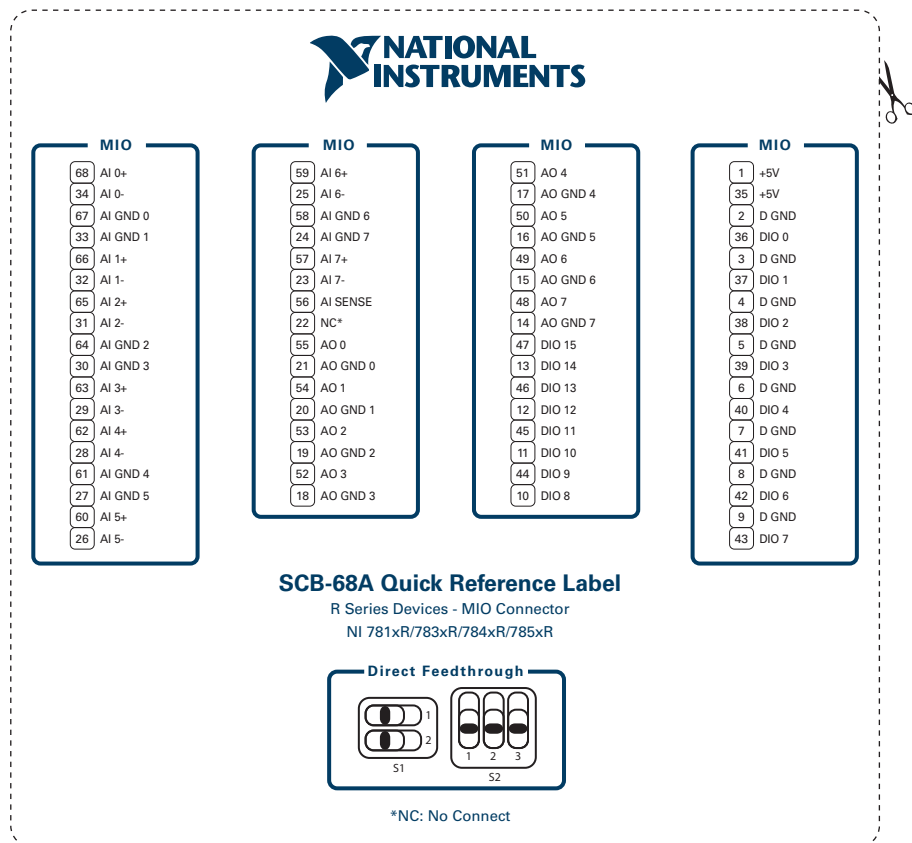 NATIONAL
INSTRUMENTS
MIO
68 AI 0+
34 AI 0-
67 AI GND 0
33 AI GND 1
66 AI 1+
32 AI 1-
65 AI 2+
31 AI 2-
64 AI GND 2
30 AI GND 3
63 AI 3+
29 AI 3-
62 AI 4+
28 AI 4-
61 AI GND 4
27 AI GND 5
60 AI 5+
26 AI 5-
MIO
59 AI 6+
25 AI 6-
58 AI GND 6
24 AI GND 7
57 AI 7+
23 AI 7-
56 AI SENSE
22 NC*
55 AO 0
21 AO GND 0
54 AO 1
20 AO GND 1
53 AO 2
19 AO GND 2
52 AO 3
18 AO GND 3
MIO
51 AO 4
17 AO GND 4
50 AO 5
16 AO GND 5
49 AO 6
15 AO GND 6
48 AO 7
14 AO GND 7
47 DIO 15
13 DIO 14
46 DIO 13
12 DIO 12
45 DIO 11
11 DIO 10
44 DIO 9
10 DIO 8
MIO
1 +5V
35 +5V
2 D GND
36 DIO 0
3 D GND
37 DIO 1
4 D GND
38 DIO 2
5 D GND
39 DIO 3
6 D GND
40 DIO 4
7 D GND
41 DIO 5
8 D GND
42 DIO 6
9 D GND
43 DIO 7
SCB-68A Quick Reference Label
R Series Devices - MIO Connector
NI 781xR/783xR/784xR/785xR
Direct Feedthrough
1
2
S1
1 2 3
S2
*NC: No Connect